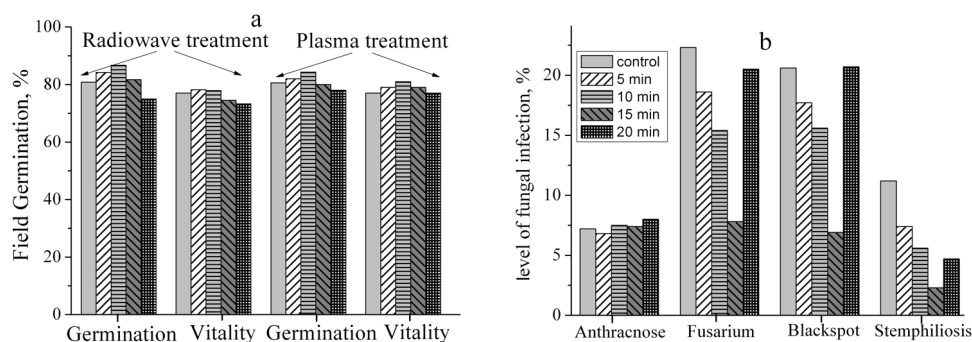 a
Radiowave treatment
Plasma treatment
Field Germination, %
100
80
60
40
20
0
Germination
Vitality
Germination
Vitality
b
control
5 min
10 min
15 min
20 min
level of fungal infection, %
20
15
10
5
0
Anthracnose
Fusarium
Blackspot
Stemphiliosis